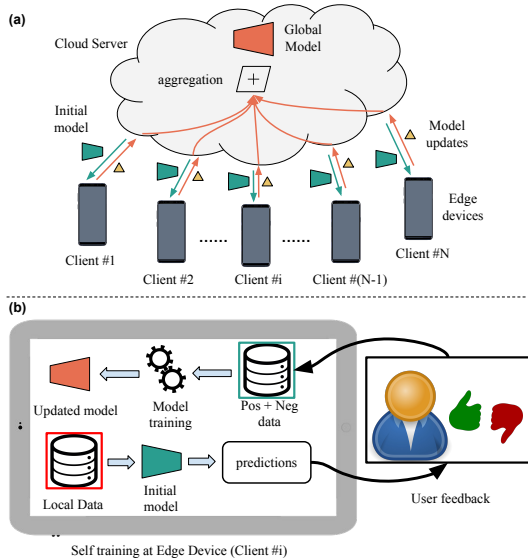 (a)
Cloud Server
Global
Model
aggregation
Initial
model
Model
updates
Edge
devices
Client #1
Client #2
......
Client #i
......
Client #(N-1)
Client #N
(b)
Updated model
Model
training
Pos + Neg
data
Local Data
Initial
model
predictions
User feedback
Self training at Edge Device (Client #i)